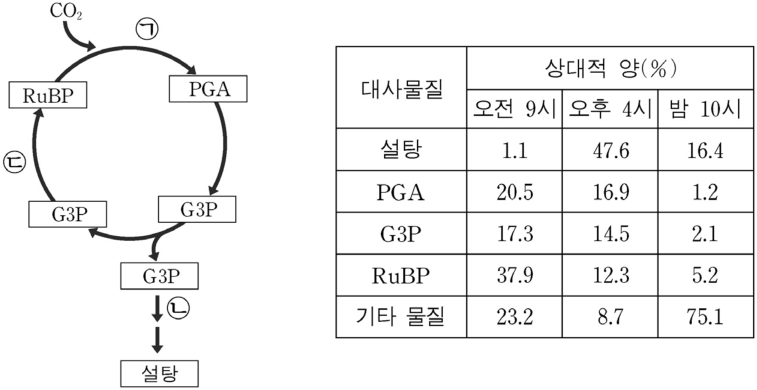 CO₂
㉠
RuBP
PGA
㉢
G3P
G3P
G3P
㉡
설탕
대사물질
상대적 양(%)
오전 9시 오후 4시 밤 10시
설탕 1.1 47.6 16.4
PGA 20.5 16.9 1.2
G3P 17.3 14.5 2.1
RuBP 37.9 12.3 5.2
기타 물질 23.2 8.7 75.1